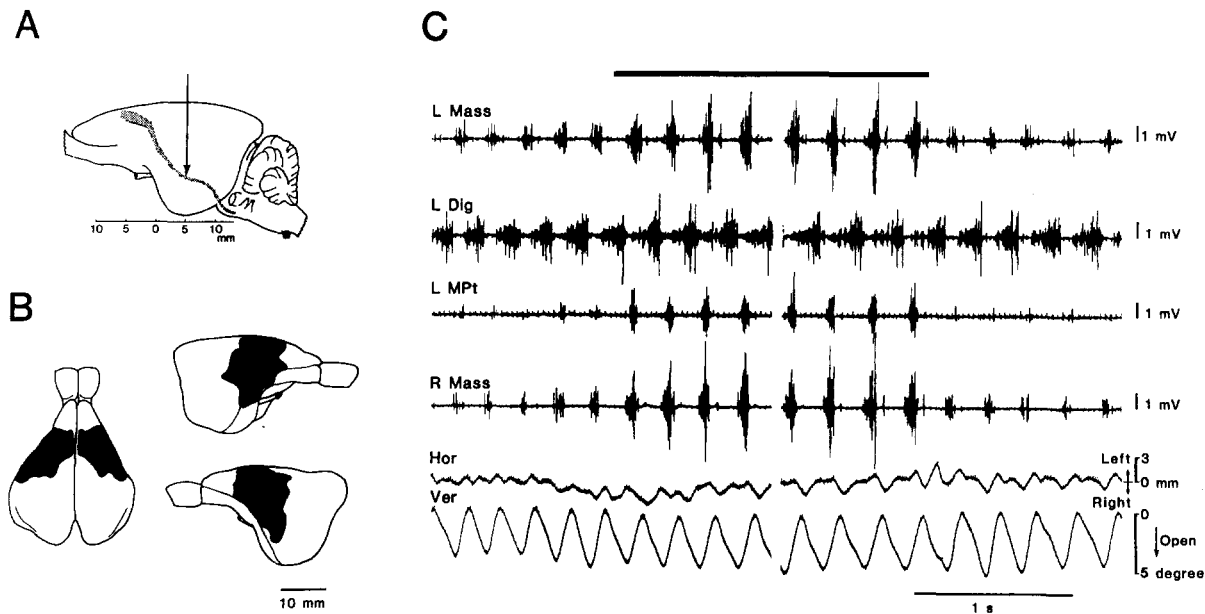 A
10 5 0 5 10
mm
B
10 mm
C
L Mass
1 mV
L Dig
1 mV
L MPt
1 mV
R Mass
1 mV
Hor
Left
3
0 mm
Ver
Right
0
Open
5 degree
1 s